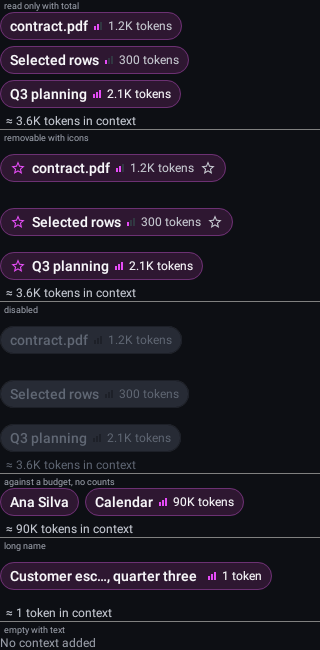 read only with total
contract.pdf 1.2K tokens
Selected rows 300 tokens
Q3 planning 2.1K tokens
≈ 3.6K tokens in context
removable with icons
contract.pdf 1.2K tokens
Selected rows 300 tokens
Q3 planning 2.1K tokens
≈ 3.6K tokens in context
disabled
contract.pdf 1.2K tokens
Selected rows 300 tokens
Q3 planning 2.1K tokens
≈ 3.6K tokens in context
against a budget, no counts
Ana Silva Calendar 90K tokens
≈ 90K tokens in context
long name
Customer esc…, quarter three 1 token
≈ 1 token in context
empty with text
No context added